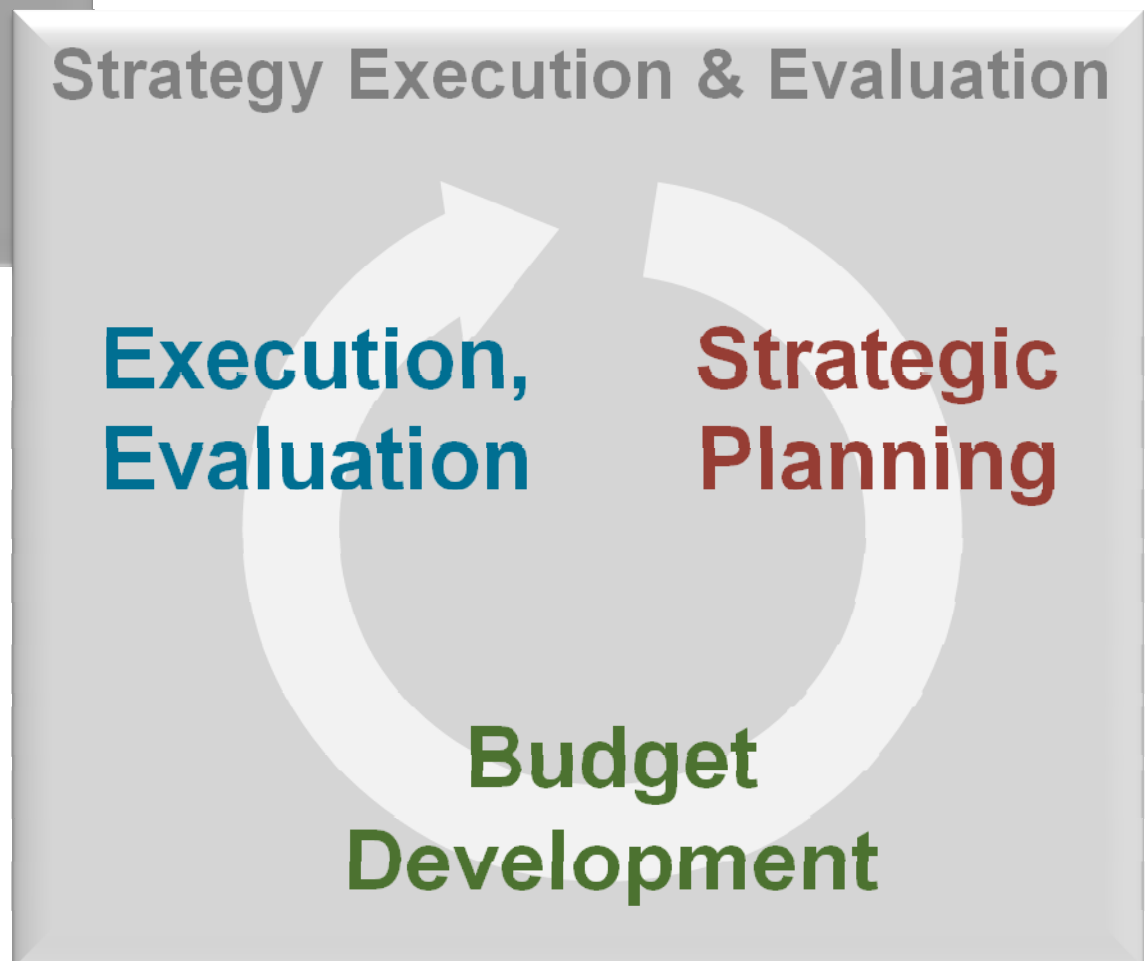 Strategy Execution & Evaluation
Execution,
Evaluation
Strategic
Planning
Budget
Development